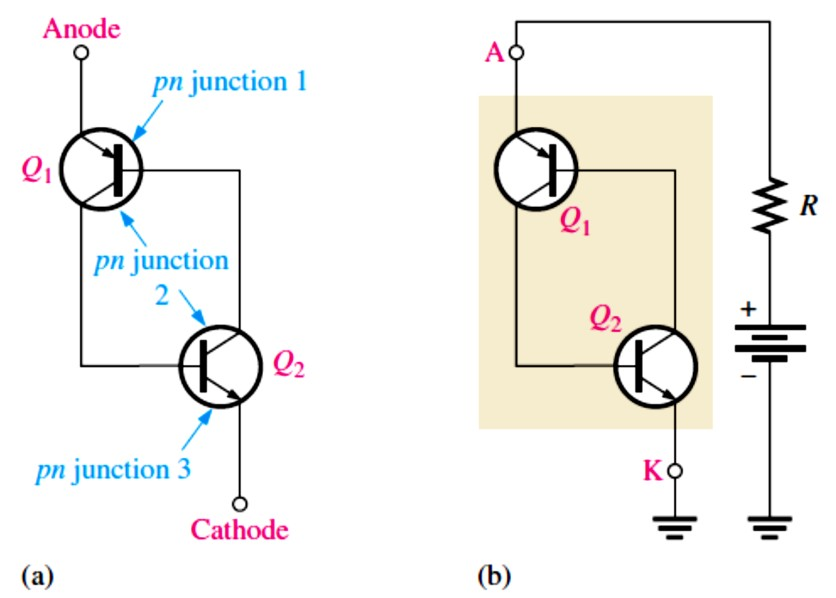 Anode
pn junction 1
Q1
pn junction
2
Q2
pn junction 3
Cathode
(a)
A
Q1
R
Q2
+
−
K
(b)